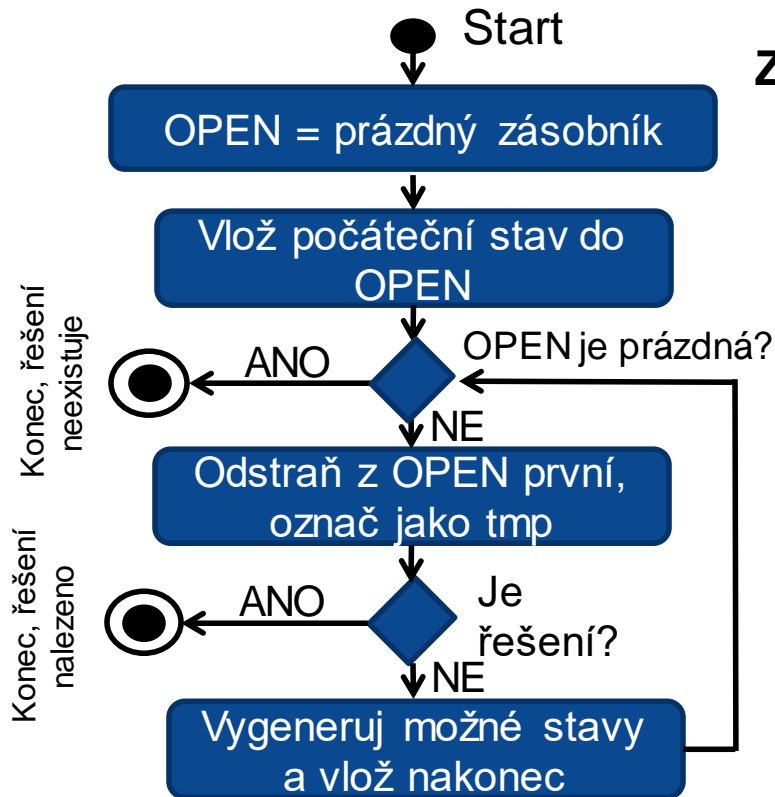 Start
Z
OPEN = prázdný zásobník
Vlož počáteční stav do
OPEN
OPEN je prázdná?
ANO
Konec, řešení
neexistuje
NE
Odstraň z OPEN první,
označ jako tmp
ANO
Je
řešení?
Konec, řešení
nalezeno
NE
Vygeneruj možné stavy
a vlož nakonec